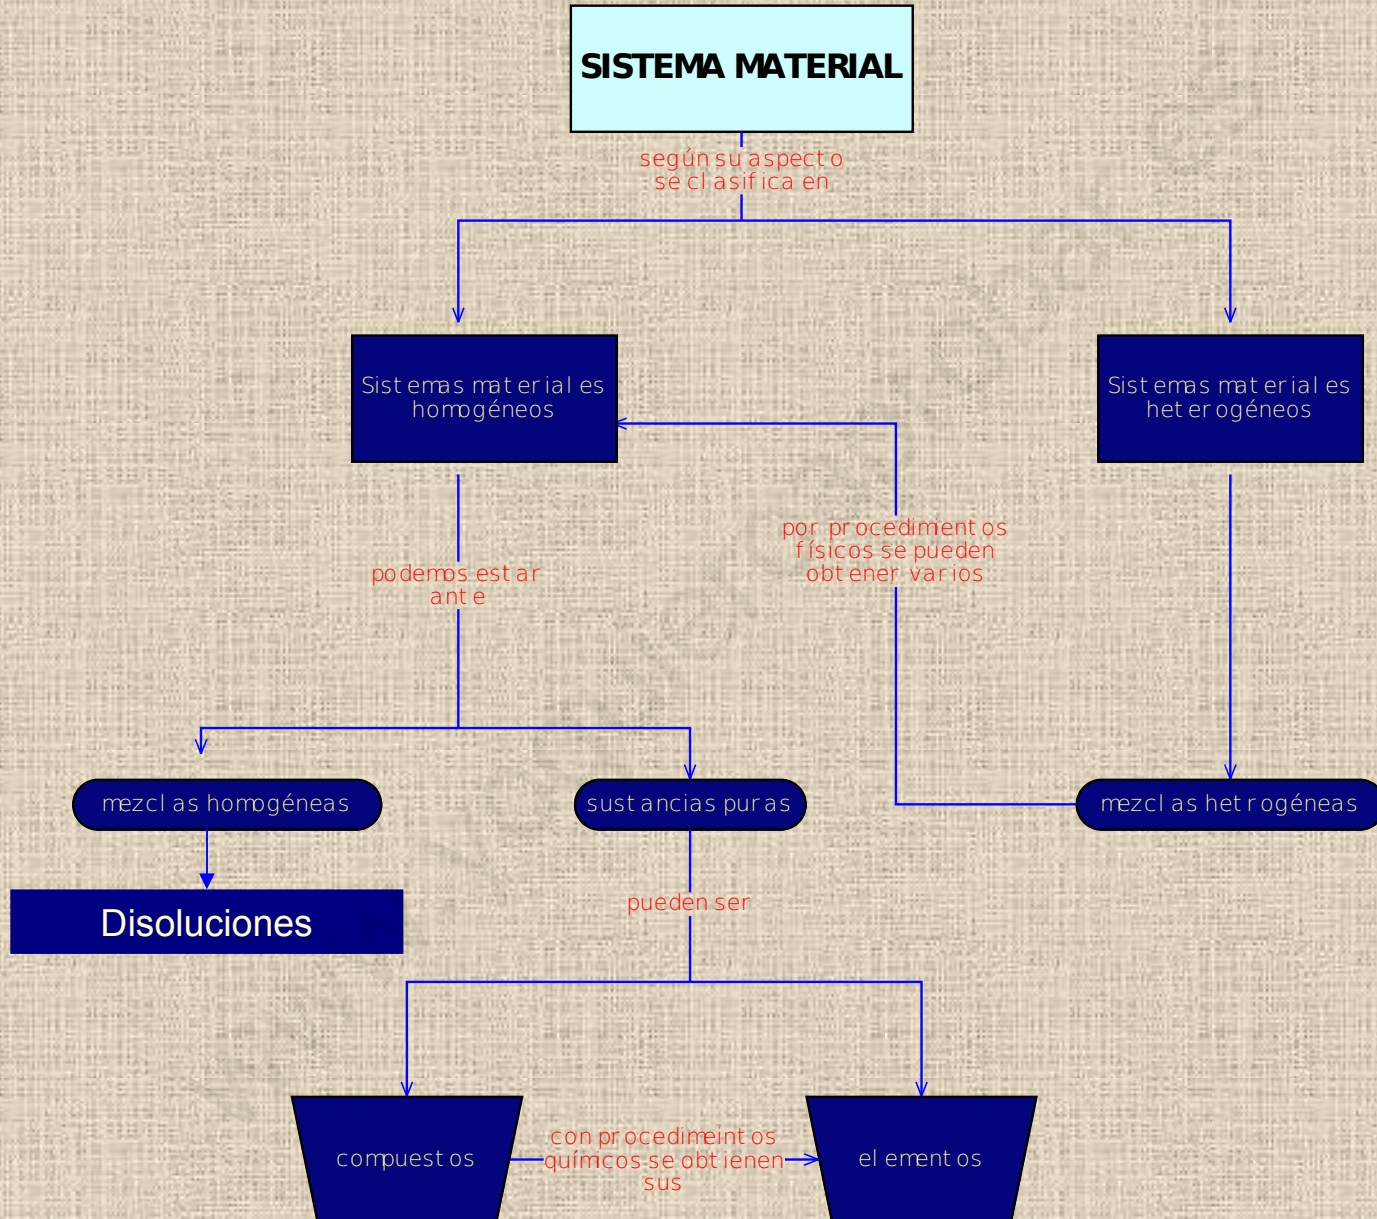 SISTEMA MATERIAL
según su aspecto
se clasifica en
Sistemas materiales
homogéneos
Sistemas materiales
heterogéneos
por procedimientos
físicos se pueden
obtener varios
podemos estar
ante
mezclas homogéneas
sustancias puras
mezclas hetrogéneas
Disoluciones
pueden ser
compuestos
con procedimeintos
químicos se obtienen
sus
elementos